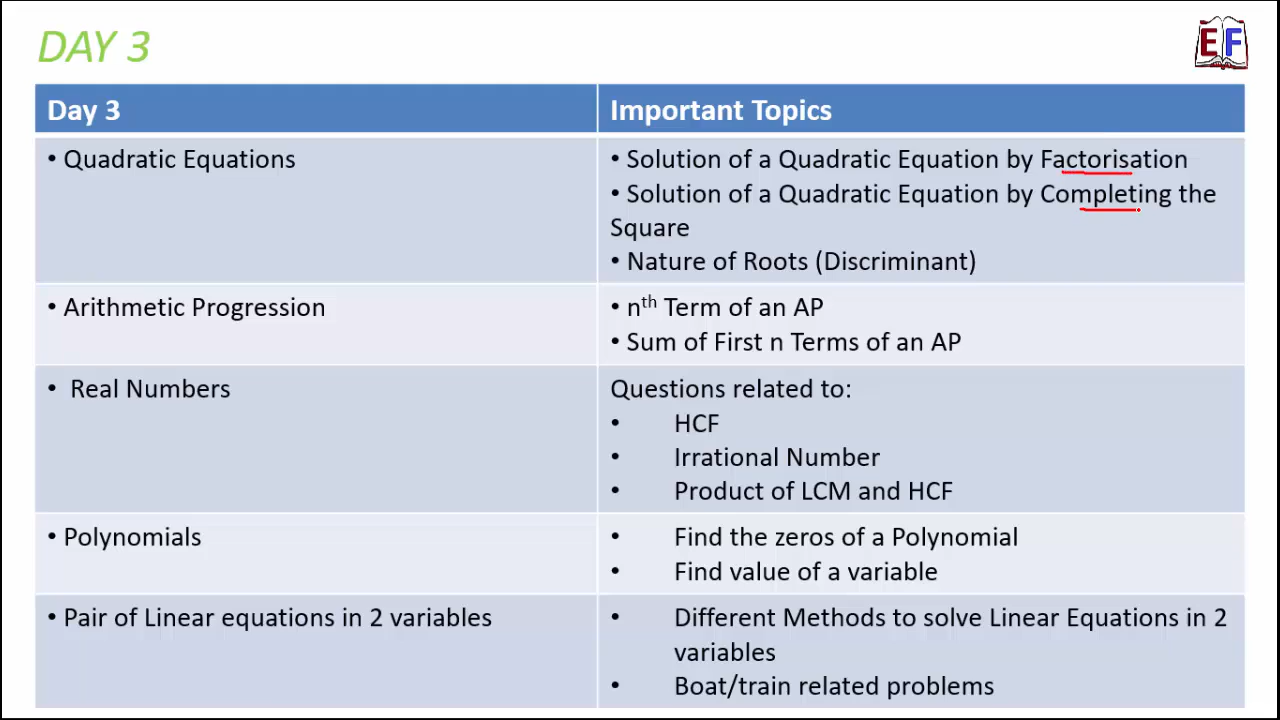 DAY 3
EF
Day 3
Important Topics
• Quadratic Equations
• Solution of a Quadratic Equation by Factorisation
• Solution of a Quadratic Equation by Completing the
Square
• Nature of Roots (Discriminant)
• Arithmetic Progression
• nth Term of an AP
• Sum of First n Terms of an AP
• Real Numbers
Questions related to:
• HCF
• Irrational Number
• Product of LCM and HCF
• Polynomials
• Find the zeros of a Polynomial
• Find value of a variable
• Pair of Linear equations in 2 variables
• Different Methods to solve Linear Equations in 2
variables
• Boat/train related problems